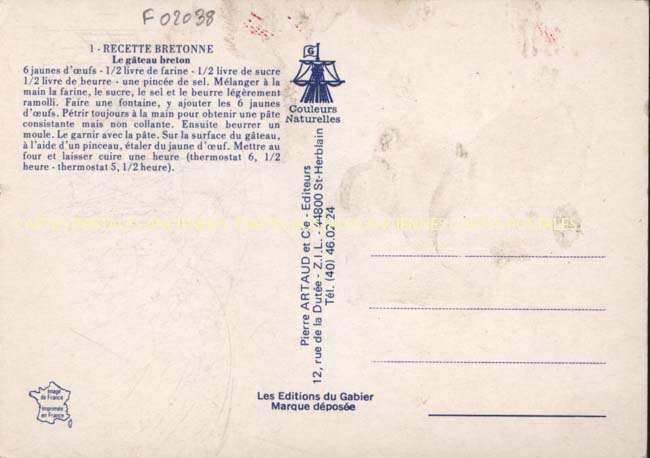 F 02038
1 - RECETTE BRETONNE
Le gâteau breton
6 jaunes d'œufs - 1/2 livre de farine - 1/2 livre de sucre
1/2 livre de beurre - une pincée de sel. Mélanger à la
main la farine, le sucre, le sel et le beurre légèrement
ramolli. Faire une fontaine, y ajouter les 6 jaunes
d'œufs. Pétrir toujours à la main pour obtenir une pâte
consistante mais non collante. Ensuite beurrer un
moule. Le garnir avec la pâte. Sur la surface du gâteau,
à l'aide d'un pinceau, étaler du jaune d'œuf. Mettre au
four et laisser cuire une heure (thermostat 6, 1/2
heure - thermostat 5, 1/2 heure).
G
Couleurs
Naturelles
Pierre ARTAUD et Cie - Editeurs
12, rue de la Dutée - Z.I.L. - 44800 St-Herblain
Tél. (40) 46.02.24
Les Editions du Gabier
Marque déposée
Image
de France
Imprimée
en France